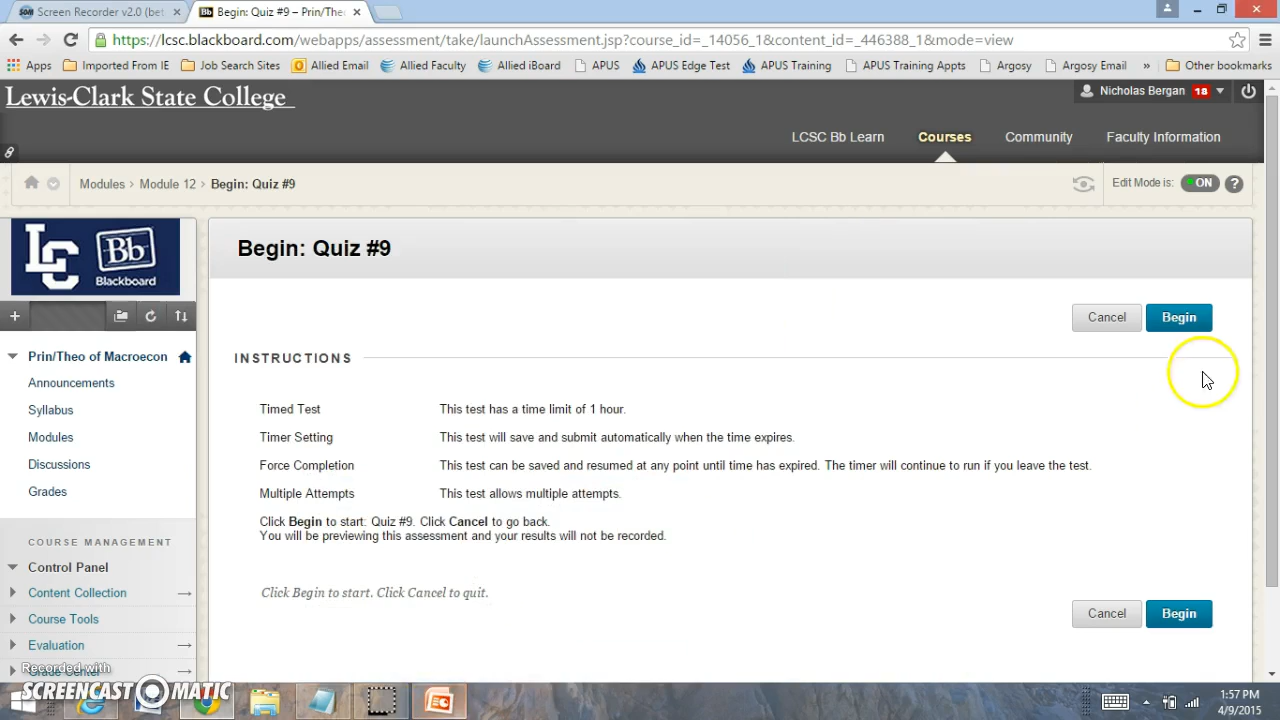 Screen Recorder v2.0 (bet
Begin: Quiz #9 – Prin/The
https://lcsc.blackboard.com/webapps/assessment/take/launchAssessment.jsp?course_id=_14056_1&content_id=_446388_1&mode=view
Apps Imported From IE Job Search Sites Allied Email Allied Faculty Allied iBoard APUS APUS Edge Test APUS Training APUS Training Appts Argosy Argosy Email » Other bookmarks
Lewis-Clark State College
Nicholas Bergan 18
LCSC Bb Learn Courses Community Faculty Information
Modules > Module 12 > Begin: Quiz #9
Edit Mode is: ON ?
LC Bb
Blackboard
Begin: Quiz #9
Cancel Begin
Prin/Theo of Macroecon
Announcements
Syllabus
Modules
Discussions
Grades
COURSE MANAGEMENT
Control Panel
Content Collection
Course Tools
Evaluation
Grade Center
INSTRUCTIONS
Timed Test This test has a time limit of 1 hour.
Timer Setting This test will save and submit automatically when the time expires.
Force Completion This test can be saved and resumed at any point until time has expired. The timer will continue to run if you leave the test.
Multiple Attempts This test allows multiple attempts.
Click Begin to start: Quiz #9. Click Cancel to go back.
You will be previewing this assessment and your results will not be recorded.
Click Begin to start. Click Cancel to quit.
Cancel Begin
Recorded with
SCREENCAST MATIC
1:57 PM
4/9/2015